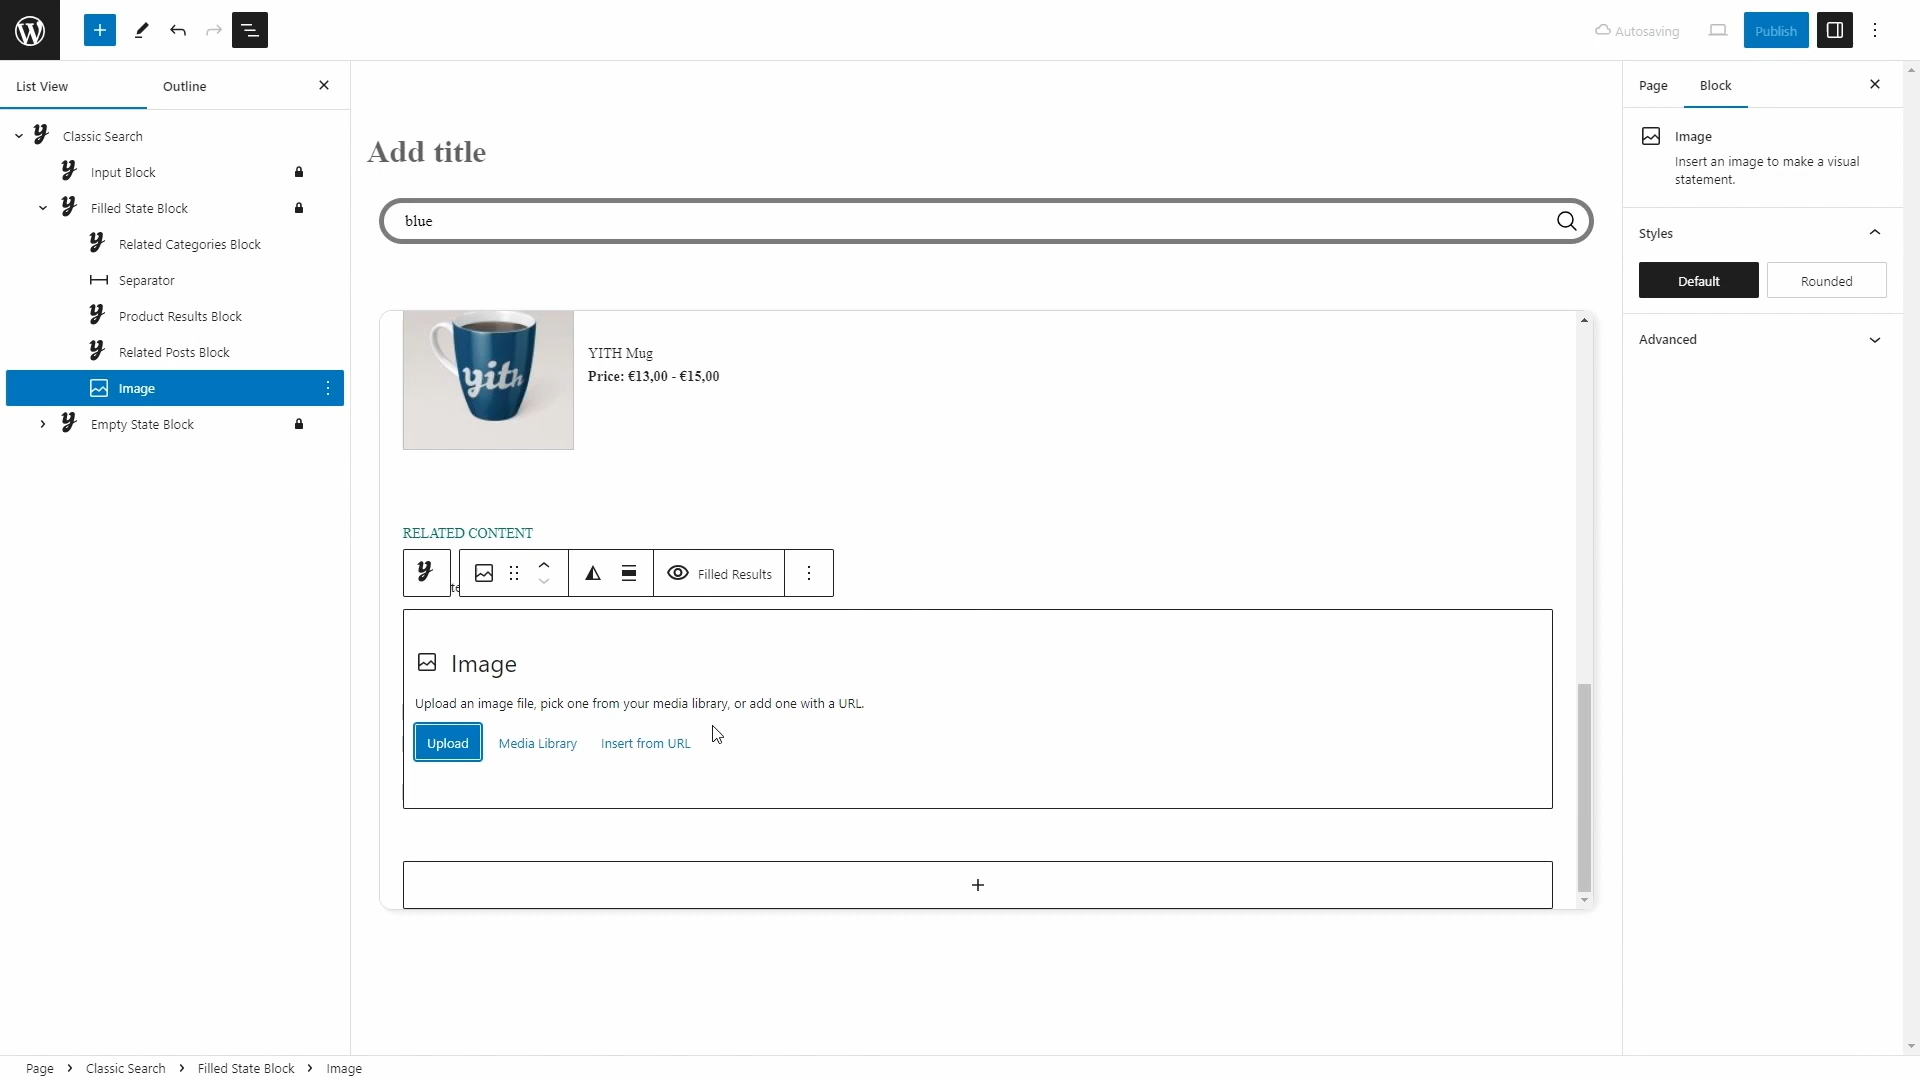 Autosaving
Publish
List View
Outline
Page
Block
Classic Search
Input Block
Filled State Block
Related Categories Block
Separator
Product Results Block
Related Posts Block
Image
Empty State Block
Add title
blue
yith
YITH Mug
Price: €13,00 - €15,00
RELATED CONTENT
Filled Results
Image
Upload an image file, pick one from your media library, or add one with a URL.
Upload
Media Library
Insert from URL
Image
Insert an image to make a visual
statement.
Styles
Default
Rounded
Advanced
Page
Classic Search
Filled State Block
Image